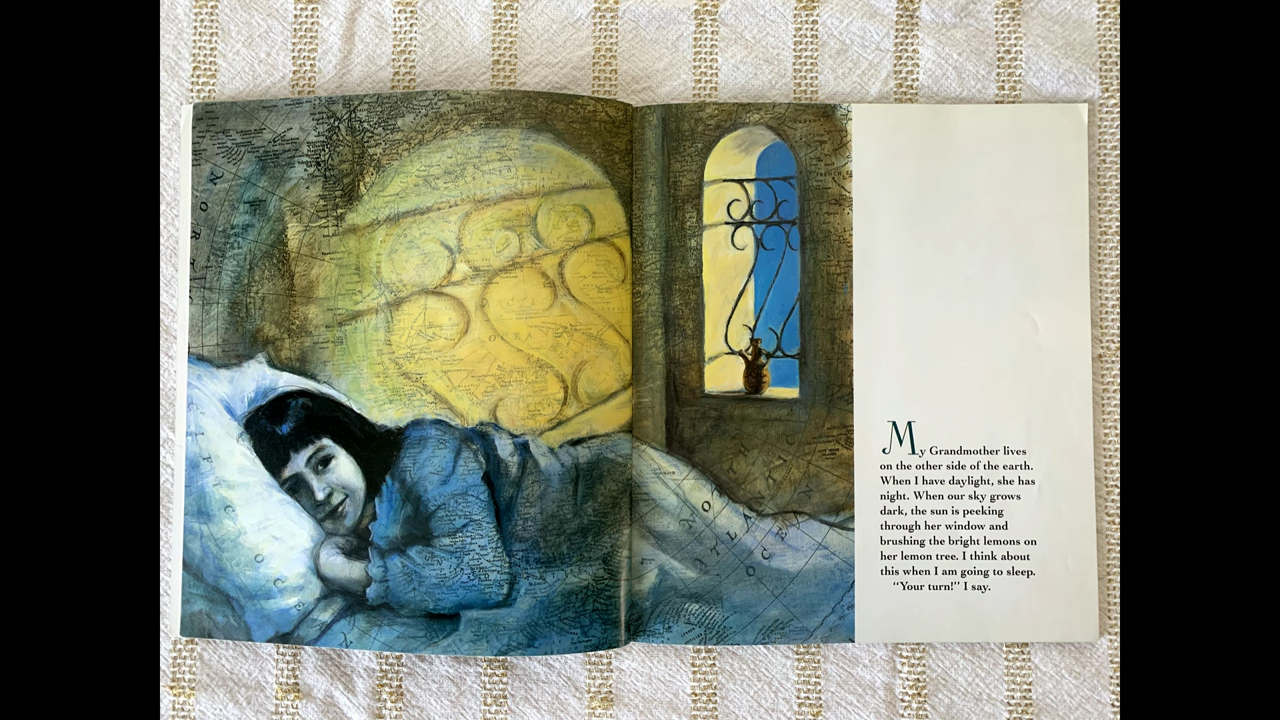 My Grandmother lives
on the other side of the earth.
When I have daylight, she has
night. When our sky grows
dark, the sun is peeking
through her window and
brushing the bright lemons on
her lemon tree. I think about
this when I am going to sleep.
“Your turn!” I say.